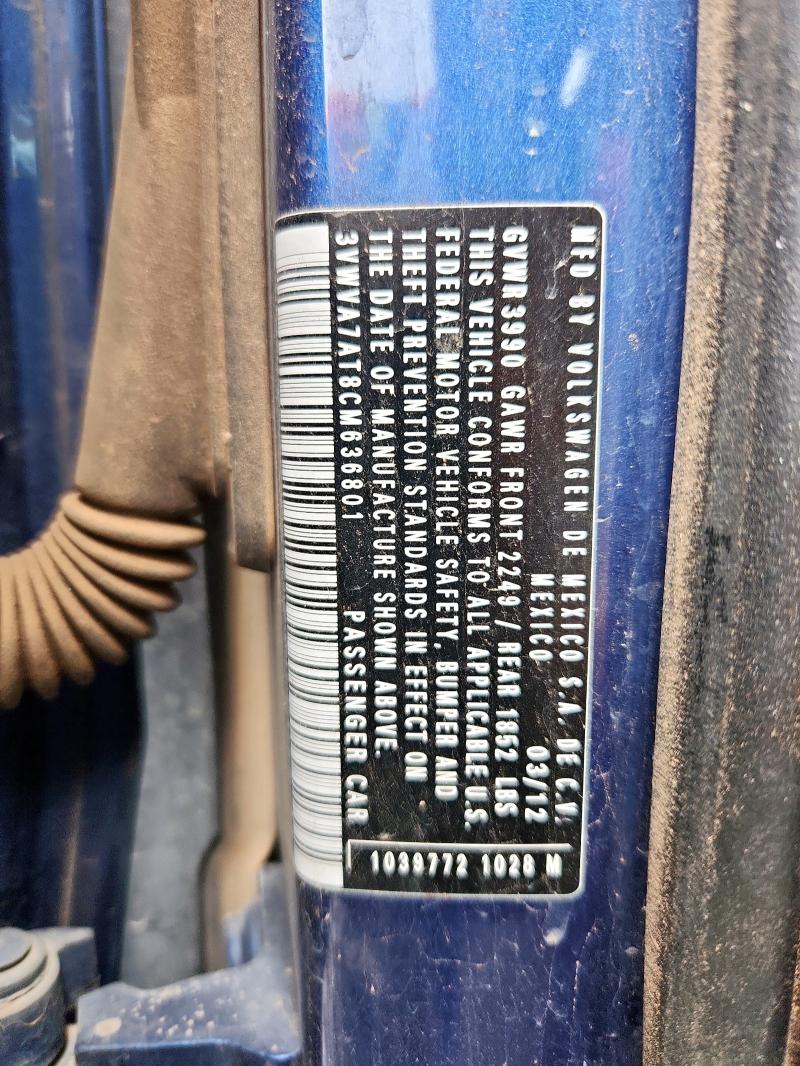 MFD BY VOLKSWAGEN DE MEXICO S.A. DE C.V.
MEXICO 03/12
GVWR 3990 GAWR FRONT 2249 / REAR 1852 LBS
THIS VEHICLE CONFORMS TO ALL APPLICABLE U.S.
FEDERAL MOTOR VEHICLE SAFETY, BUMPER AND
THEFT PREVENTION STANDARDS IN EFFECT ON
THE DATE OF MANUFACTURE SHOWN ABOVE.
3VWVA7AT8CM636801 PASSENGER CAR
1039772 1028 M